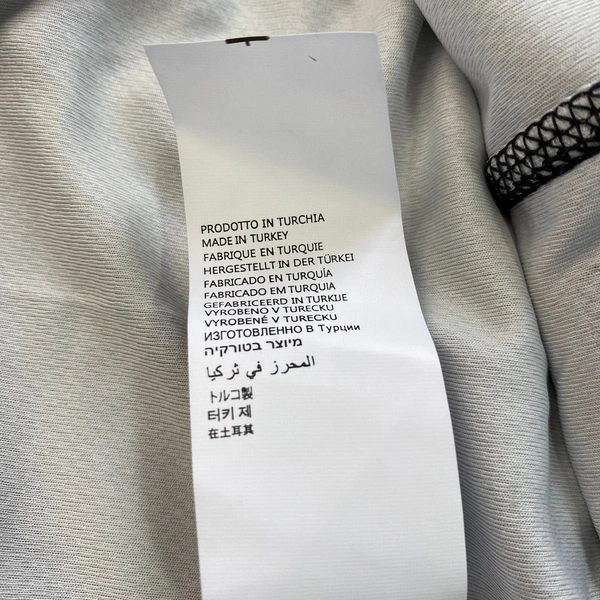 PRODOTTO IN TURCHIA
MADE IN TURKEY
FABRIQUE EN TURQUIE
HERGESTELLT IN DER TÜRKEI
FABRICADO EN TURQUÍA
FABRICADO EM TURQUIA
GEFABRICEERD IN TURKIJE
VYROBENO V TURECKU
VYROBENÉ V TURECKU
ИЗГОТОВЛЕННО В Турции
מיוצר בטורקיה
المحرز في تركيا
トルコ製
터키 제
在土耳其